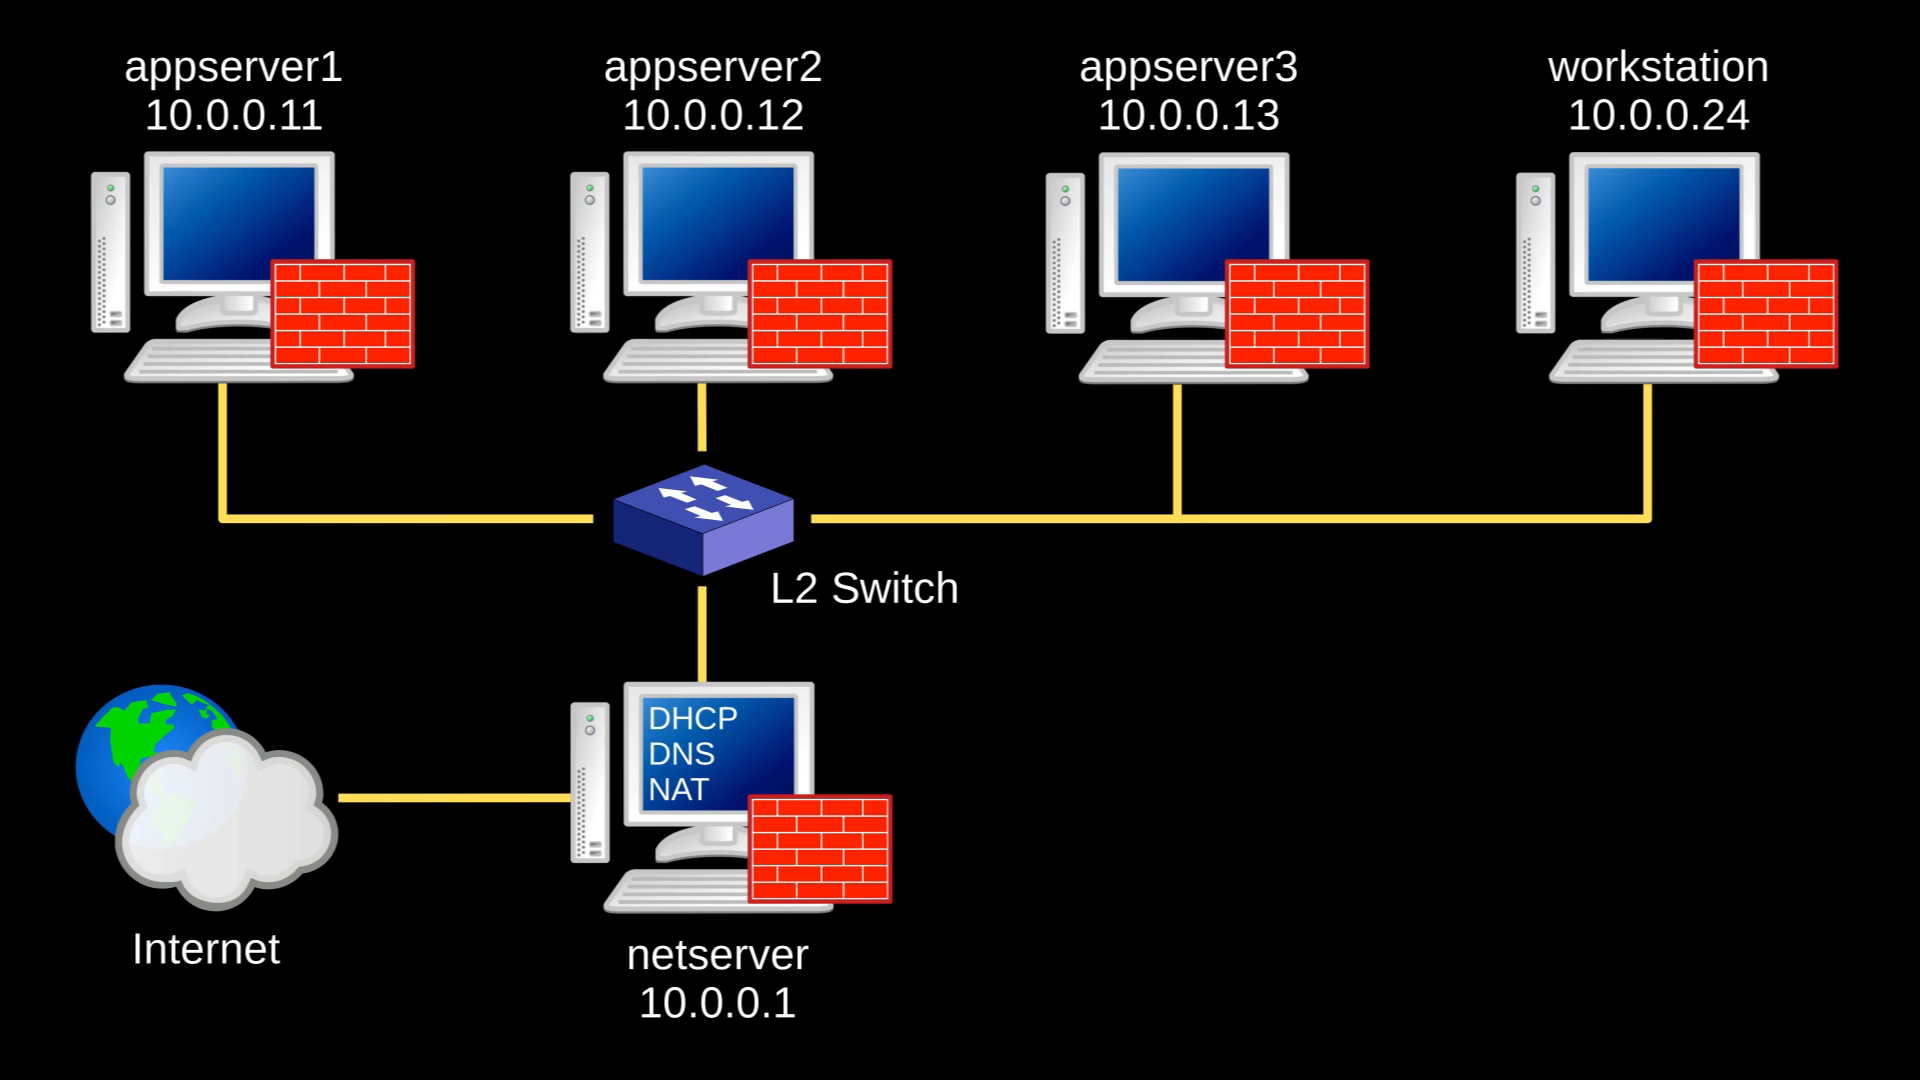 appserver1
10.0.0.11
appserver2
10.0.0.12
appserver3
10.0.0.13
workstation
10.0.0.24
L2 Switch
DHCP
DNS
NAT
Internet
netserver
10.0.0.1